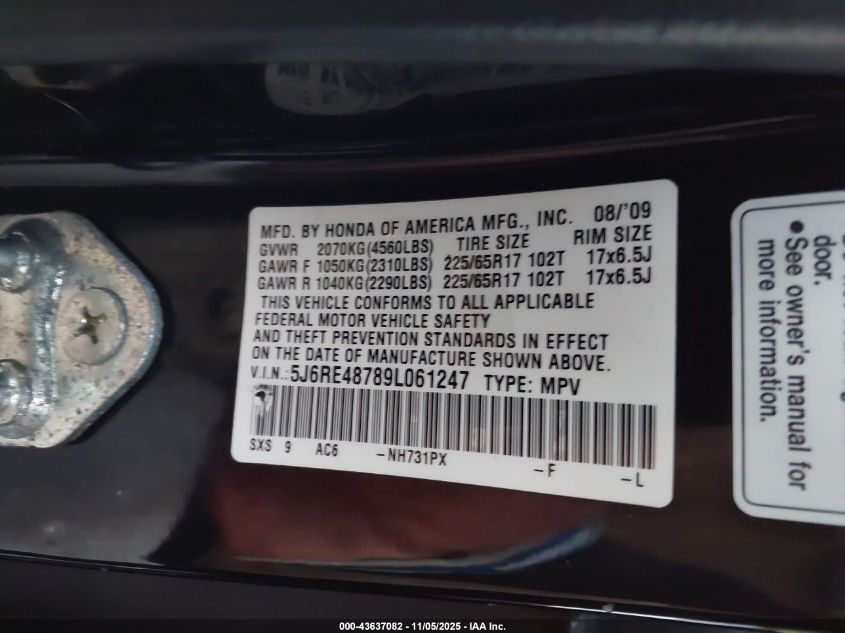 MFD. BY HONDA OF AMERICA MFG., INC. 08/'09
GVWR 2070KG(4560LBS) TIRE SIZE RIM SIZE
GAWR F 1050KG(2310LBS) 225/65R17 102T 17x6.5J
GAWR R 1040KG(2290LBS) 225/65R17 102T 17x6.5J
THIS VEHICLE CONFORMS TO ALL APPLICABLE
FEDERAL MOTOR VEHICLE SAFETY
AND THEFT PREVENTION STANDARDS IN EFFECT
ON THE DATE OF MANUFACTURE SHOWN ABOVE.
V.I.N.:5J6RE48789L061247 TYPE: MPV
SXS 9 AC6 -NH731PX -F -L
door.
•See owner's manual for
more information.
000-43637082 - 11/05/2025 - IAA Inc.